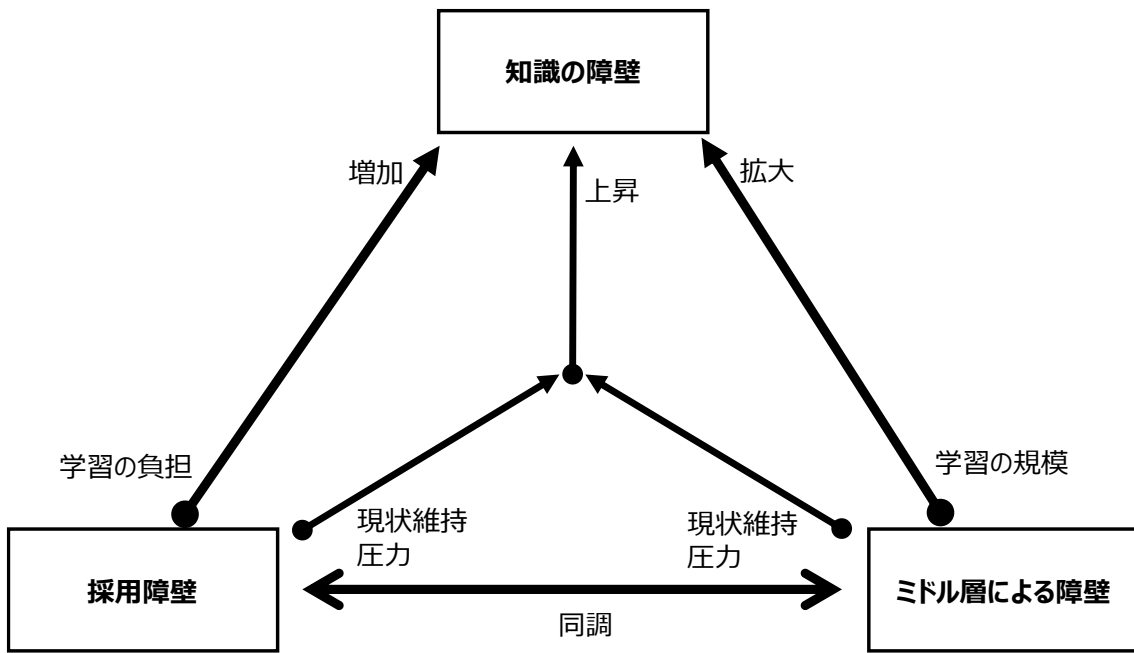 知識の障壁
増加
上昇
拡大
学習の負担
学習の規模
現状維持
圧力
現状維持
圧力
採用障壁
ミドル層による障壁
同調